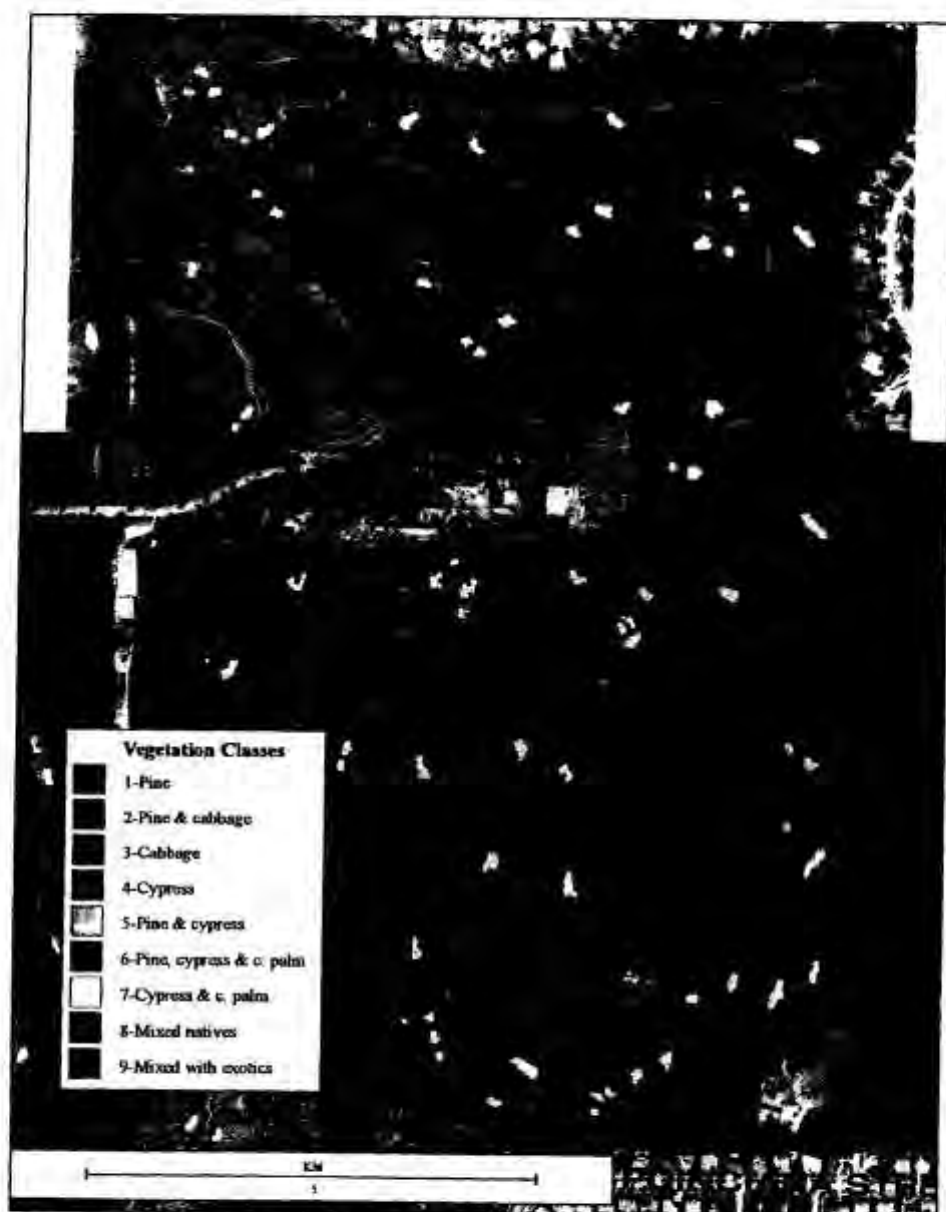 Vegetation Classes
1-Pine
2-Pine & cabbage
3-Cabbage
4-Cypress
5-Pine & cypress
6-Pine, cypress & c. palm
7-Cypress & c. palm
8-Mixed natives
9-Mixed with exotics
KM